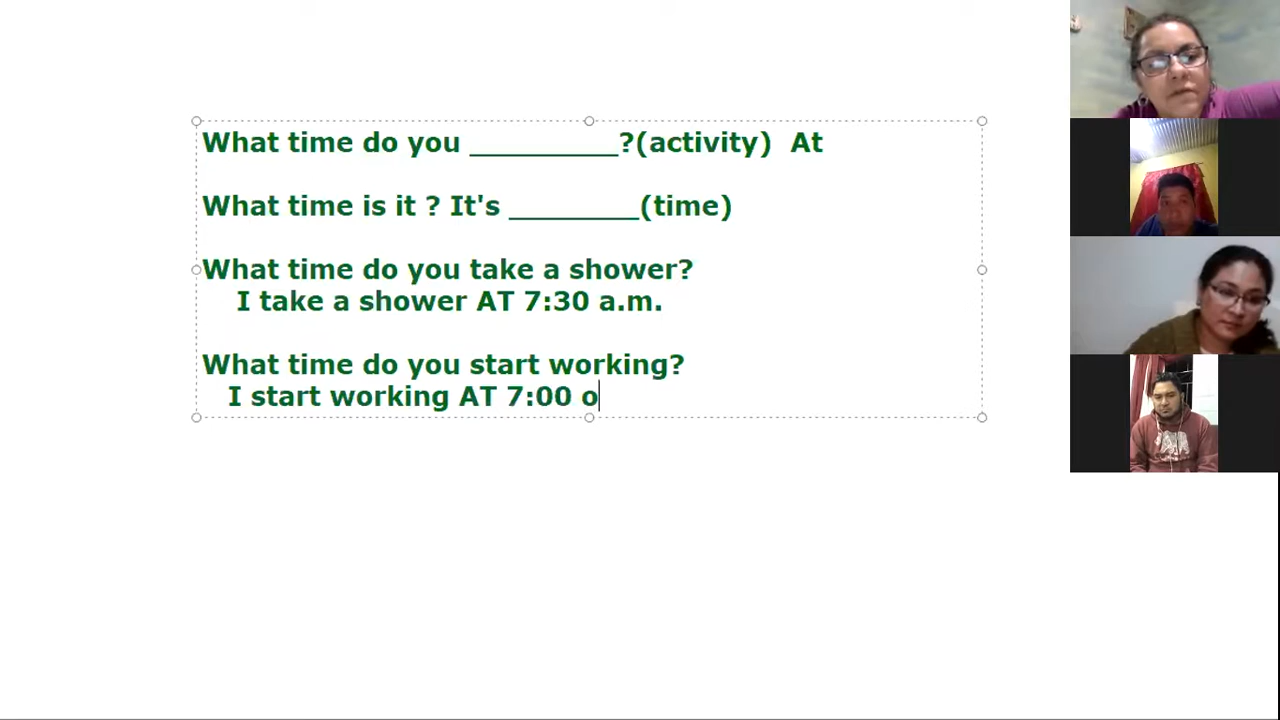 What time do you _________?(activity)  At
What time is it ? It's ________(time)
What time do you take a shower?
I take a shower AT 7:30 a.m.
What time do you start working?
I start working AT 7:00 o